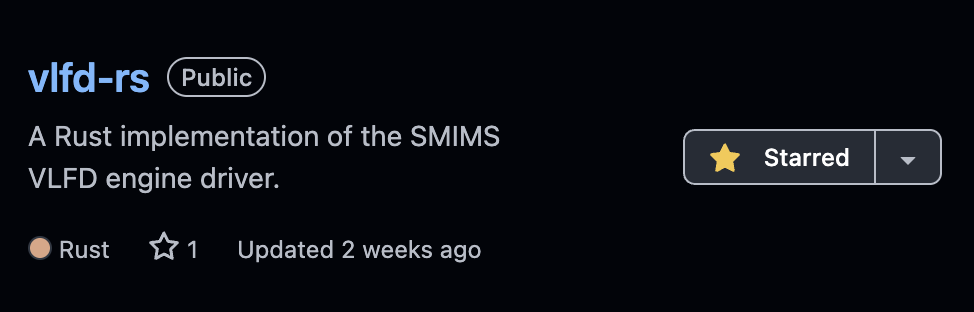 vlfd-rs Public
A Rust implementation of the SMIMS
VLFD engine driver.
Starred
Rust 1 Updated 2 weeks ago